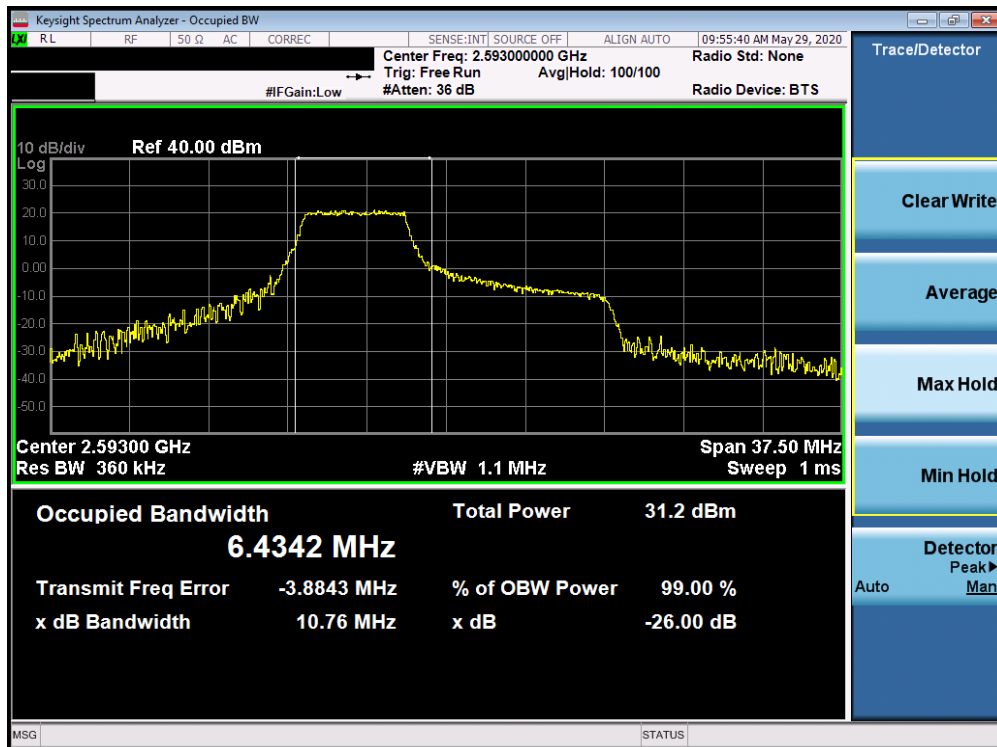 Keysight Spectrum Analyzer - Occupied BW
LXI RL RF 50 Ω AC CORREC SENSE:INT SOURCE OFF ALIGN AUTO 09:55:40 AM May 29, 2020
Center Freq: 2.593000000 GHz Radio Std: None
Trig: Free Run Avg|Hold: 100/100
#IFGain:Low #Atten: 36 dB Radio Device: BTS
Trace/Detector
10 dB/div Ref 40.00 dBm
Log
30.0
20.0
10.0
0.00
-10.0
-20.0
-30.0
-40.0
-50.0
Center 2.59300 GHz Span 37.50 MHz
Res BW 360 kHz #VBW 1.1 MHz Sweep 1 ms
Occupied Bandwidth Total Power 31.2 dBm
6.4342 MHz
Transmit Freq Error -3.8843 MHz % of OBW Power 99.00 %
x dB Bandwidth 10.76 MHz x dB -26.00 dB
Clear Write
Average
Max Hold
Min Hold
Detector
Peak▶
Auto Man
MSG STATUS